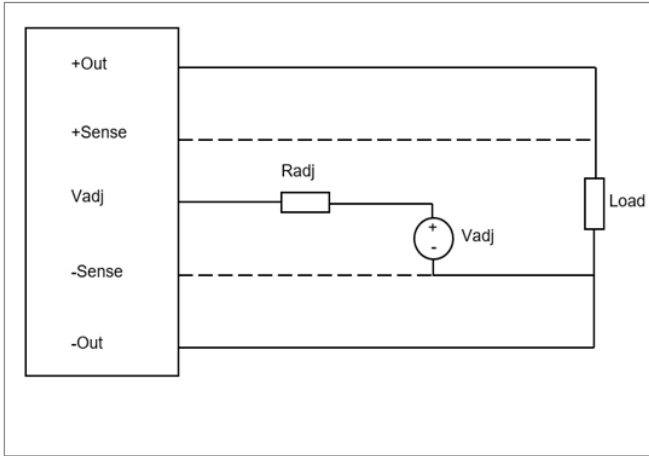 +Out
+Sense
Radj
Vadj
Load
+
-
Vadj
-Sense
-Out